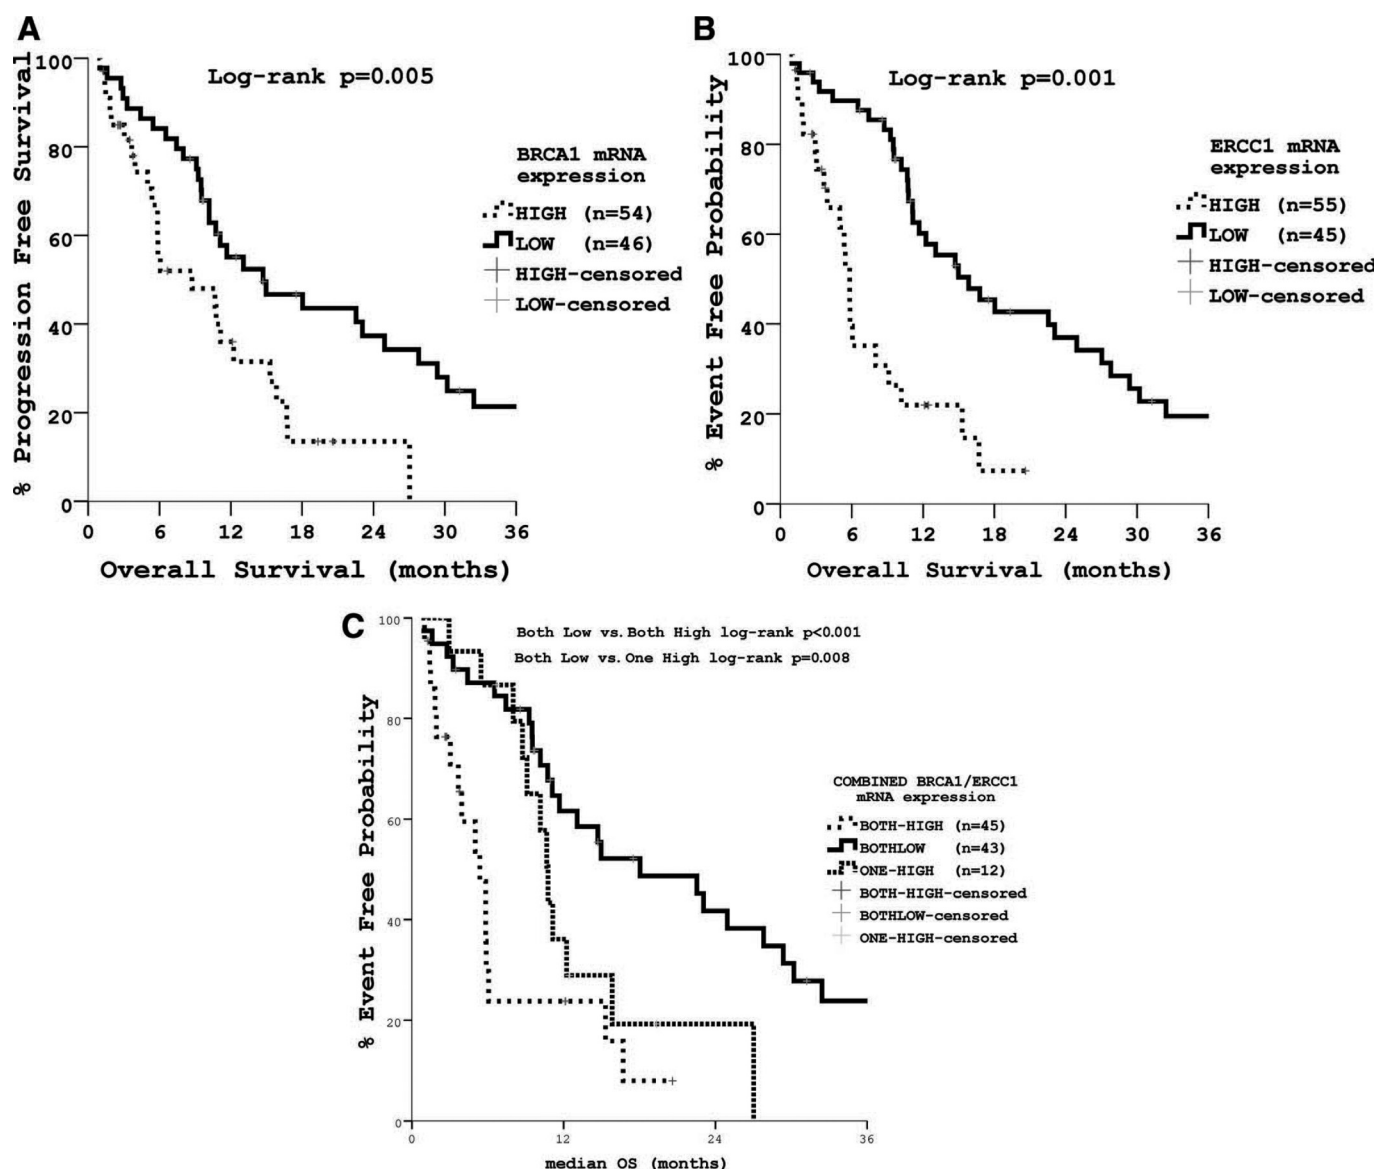 A
% Progression Free Survival
100
80
60
40
20
0
Log-rank p=0.005
BRCA1 mRNA
expression
HIGH (n=54)
LOW (n=46)
HIGH-censored
LOW-censored
0 6 12 18 24 30 36
Overall Survival (months)
B
% Event Free Probability
100
80
60
40
20
0
Log-rank p=0.001
ERCC1 mRNA
expression
HIGH (n=55)
LOW (n=45)
HIGH-censored
LOW-censored
0 6 12 18 24 30 36
Overall Survival (months)
C
% Event Free Probability
100
80
60
40
20
0
Both Low vs. Both High log-rank p<0.001
Both Low vs. One High log-rank p=0.008
COMBINED BRCA1/ERCC1
mRNA expression
BOTH-HIGH (n=45)
BOTHLOW (n=43)
ONE-HIGH (n=12)
BOTH-HIGH-censored
BOTHLOW-censored
ONE-HIGH-censored
0 12 24 36
median OS (months)